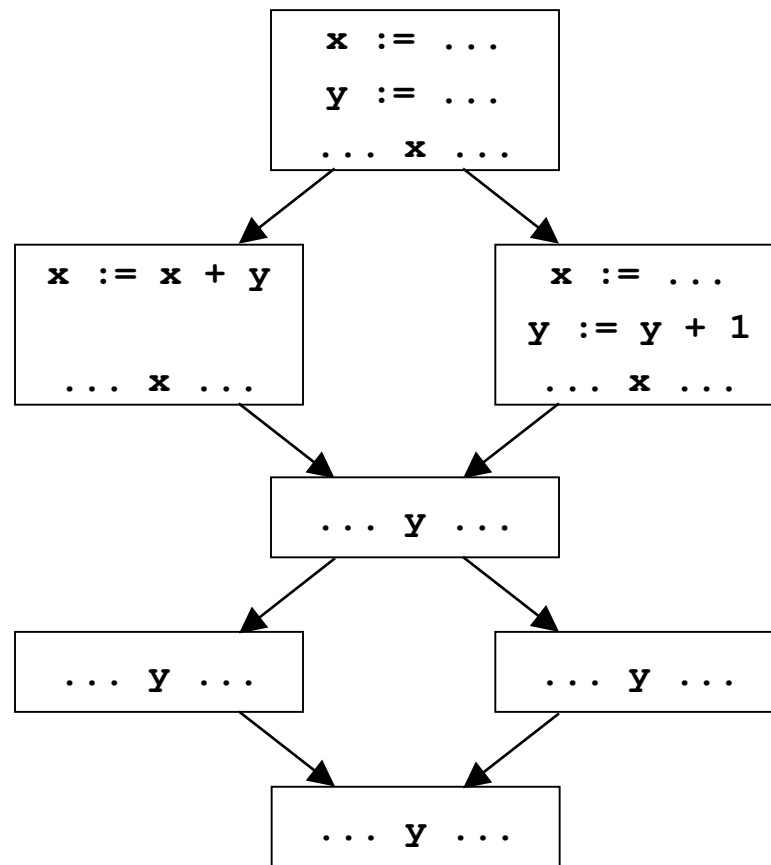 x := ...
y := ...
... x ...
x := x + y
... x ...
x := ...
y := y + 1
... x ...
... y ...
... y ...
... y ...
... y ...